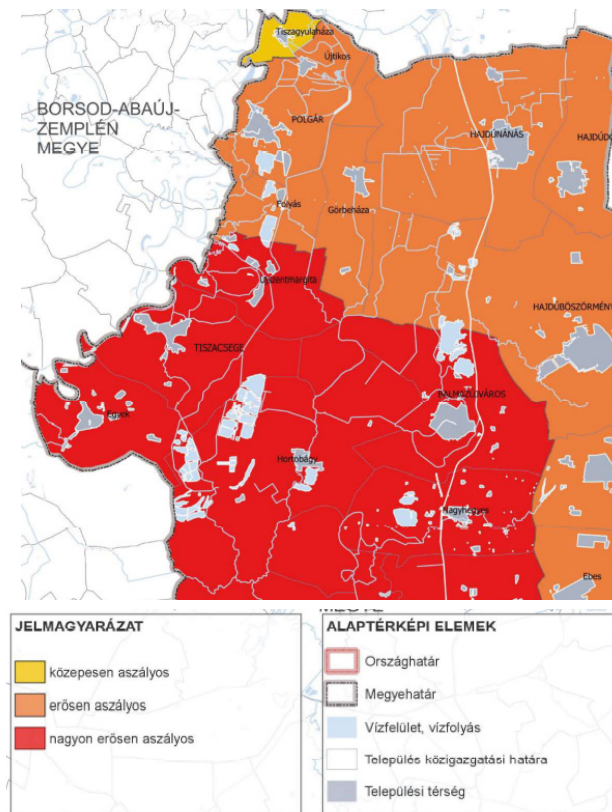 Tiszagyulaháza
Újtikos
BORSOD-ABAÚJ-
ZEMPLÉN
MEGYE
POLGÁR
HAJDÚNÁNÁS
Folyás
Görbeháza
Újszentmargita
HAJDÚBÖSZÖRMÉNY
TISZACSEGE
BALMAZÚJVÁROS
Egyek
Hortobágy
Nagyhegyes
Ebes
MEGYE
JELMAGYARÁZAT
közepesen aszályos
erősen aszályos
nagyon erősen aszályos
ALAPTÉRKÉPI ELEMEK
Országhatár
Megyehatár
Vízfelület, vízfolyás
Település közigazgatási határa
Települési térség